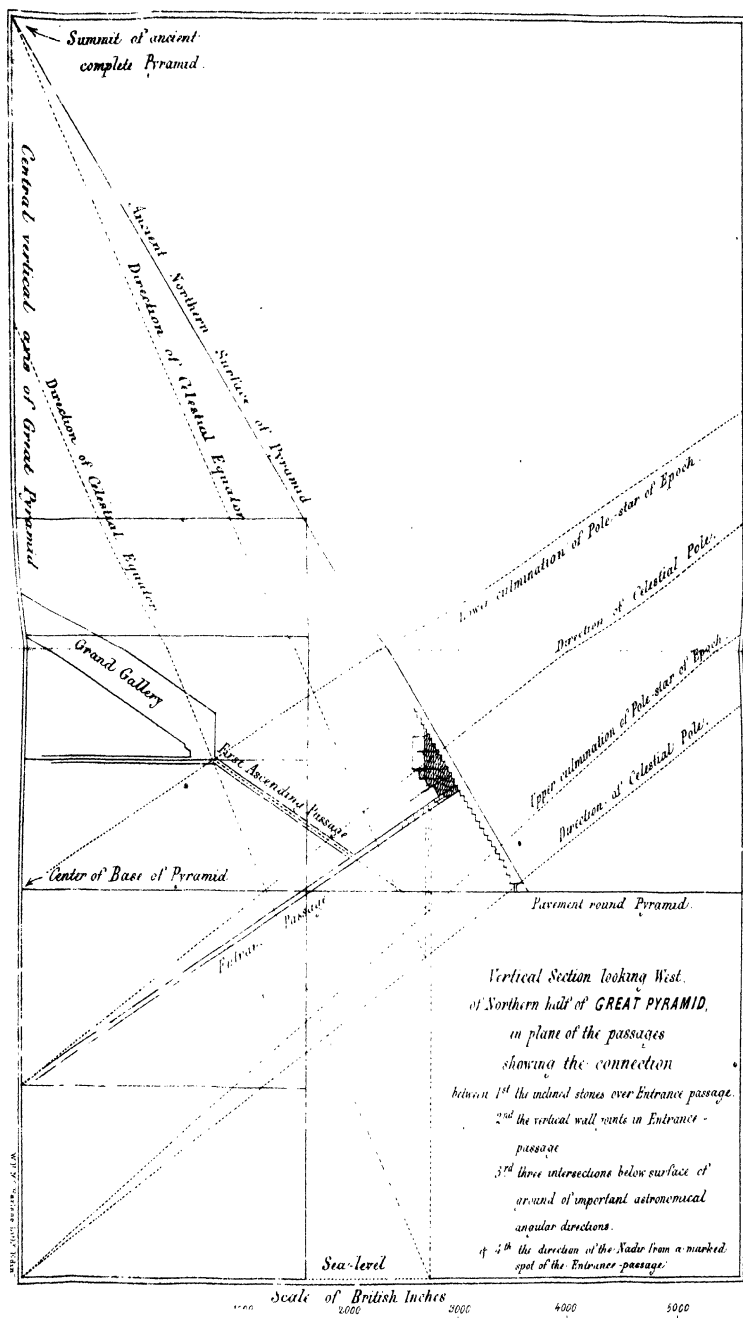 Summit of ancient
complete Pyramid.
Central vertical axis of Great Pyramid
Ancient Northern Surface of Pyramid
Direction of Celestial Equator
Direction of Celestial Equator
Lower culmination of Pole-star of Epoch.
Direction of Celestial Pole.
Upper culmination of Pole-star of Epoch.
Direction of Celestial Pole.
Grand Gallery
First Ascending Passage
Center of Base of Pyramid
Pavement round Pyramid.
Passage
Vertical Section looking West.
of Northern half of GREAT PYRAMID,
in plane of the passages
showing the connection
between 1st the inclined stones over Entrance passage.
2nd the vertical wall joints in Entrance-
passage
3rd three intersections below surface of
ground of important astronomical
angular directions.
& 4th the direction of the Nadir from a marked
spot of the Entrance-passage
Sea-level
Scale of British Inches
2000 3000 4000 5000